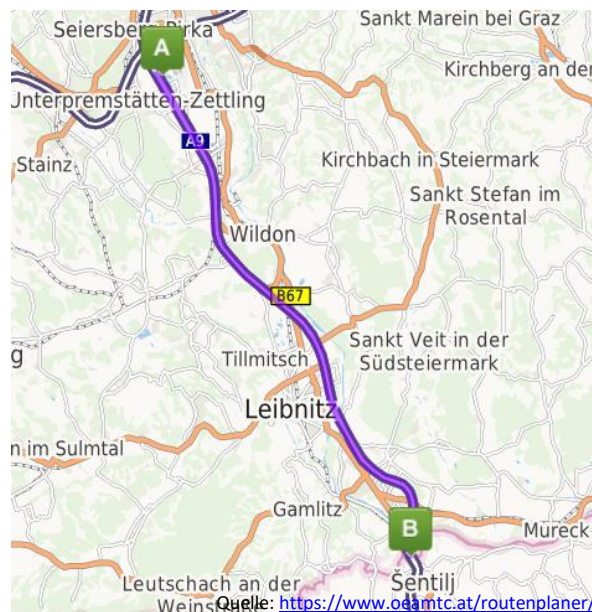 Sankt Marein bei Graz
Seiersberg-Pirka
A
Kirchberg an der
Unterpremstätten-Zettling
A9
Stainz
Kirchbach in Steiermark
Sankt Stefan im
Rosental
Wildon
B67
g
Tillmitsch
Sankt Veit in der
Südsteiermark
Leibnitz
n im Sulmtal
Gamlitz
B
Mureck
Šentilj
Leutschach an der
Quelle: https://www.oeamtc.at/routenplaner/